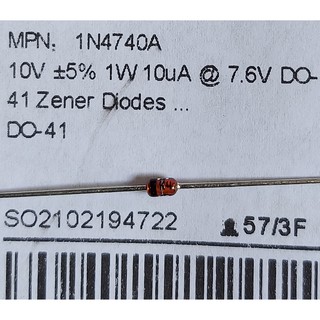 MPN: 1N4740A
10V ±5% 1W 10uA @ 7.6V DO-
41 Zener Diodes ...
DO-41
SO2102194722
57/3F